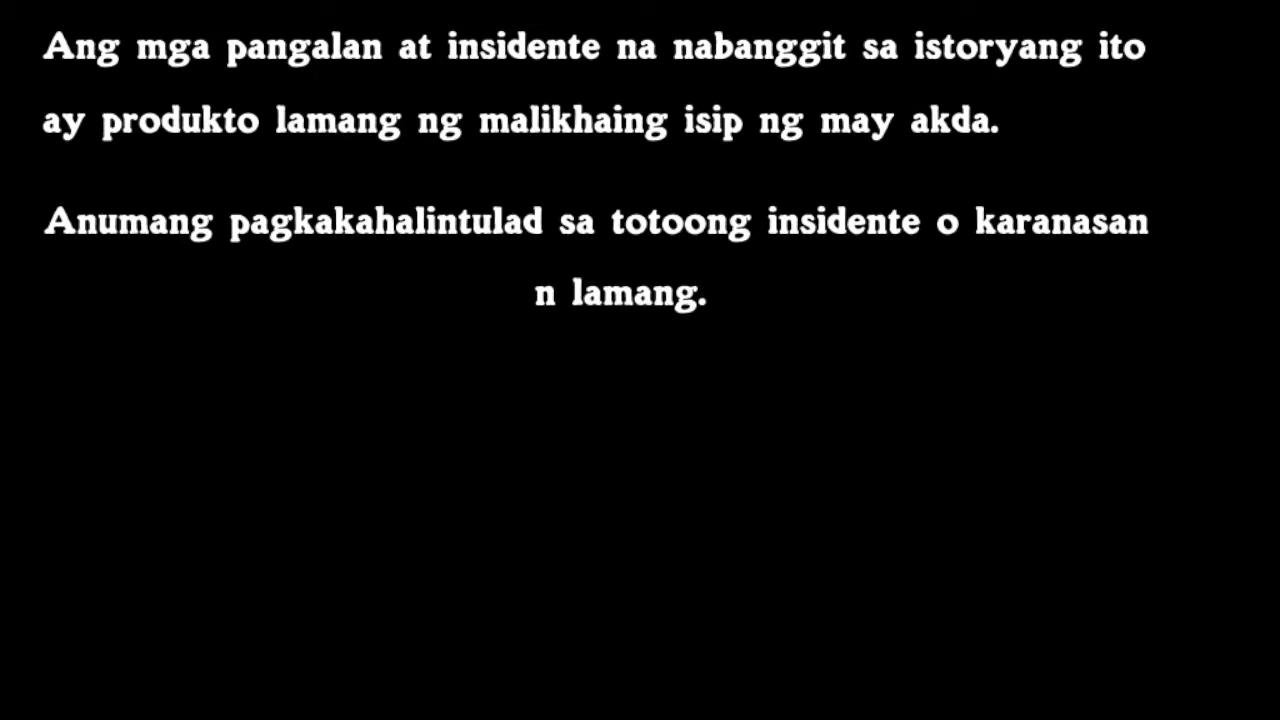 Ang mga pangalan at insidente na nabanggit sa istoryang ito
ay produkto lamang ng malikhaing isip ng may akda.
Anumang pagkakahalintulad sa totoong insidente o karanasan
n lamang.